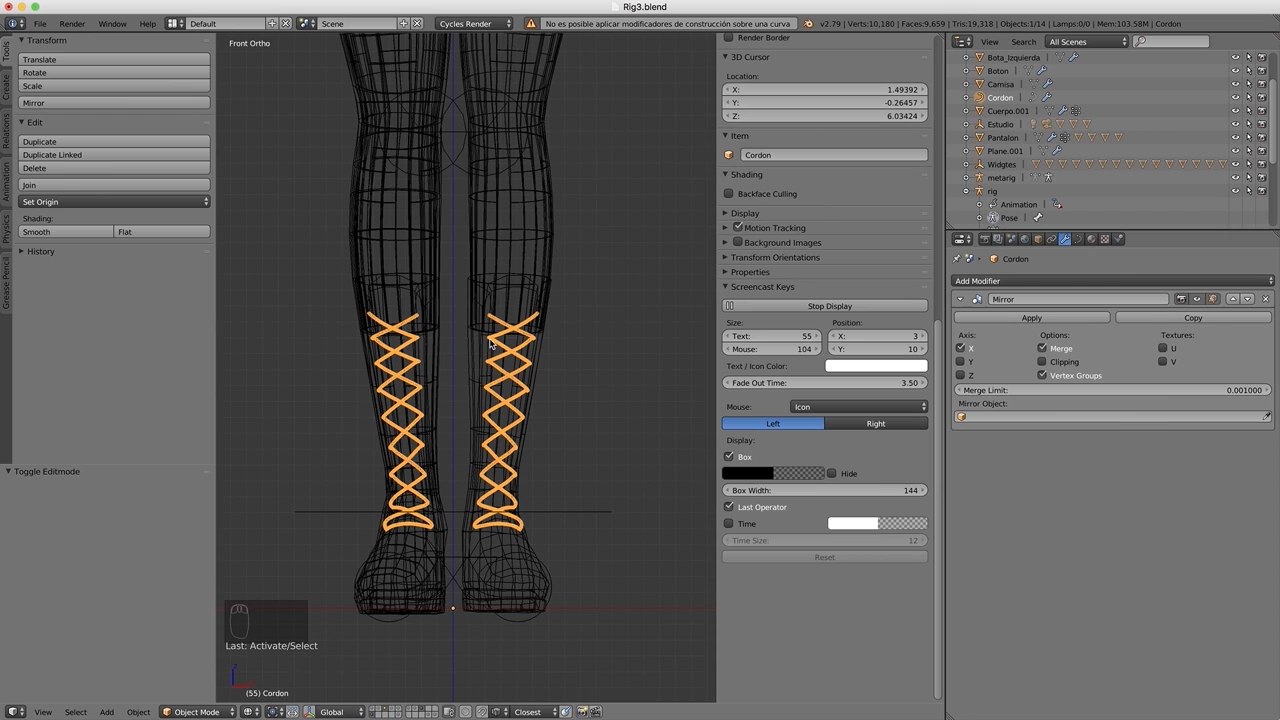 Rig3.blend
File Render Window Help Default Scene Cycles Render No es posible aplicar modificadores de construcción sobre una curva v2.79 | Verts:10,180 | Faces:9,659 | Tris:19,318 | Objects:1/14 | Lamps:0/0 | Mem:103.58M | Cordon
Tools
Create
Relations
Animation
Physics
Grease Pencil
Transform
Translate
Rotate
Scale
Mirror
Edit
Duplicate
Duplicate Linked
Delete
Join
Set Origin
Shading:
Smooth Flat
History
Toggle Editmode
Front Ortho
Last: Activate/Select
(55) Cordon
Render Border
3D Cursor
Location:
X: 1.49392
Y: -0.26457
Z: 6.03424
Item
Cordon
Shading
Backface Culling
Display
Motion Tracking
Background Images
Transform Orientations
Properties
Screencast Keys
Stop Display
Size: Position:
Text: 55 X: 3
Mouse: 104 Y: 10
Text / Icon Color:
Fade Out Time: 3.50
Mouse: Icon
Left Right
Display:
Box
Hide
Box Width: 144
Last Operator
Time
Time Size: 12
Reset
View Search All Scenes
Bota_Izquierda
Boton
Camisa
Cordon
Cuerpo.001
Estudio
Pantalon
Plane.001
Widgtes
metarig
rig
Animation
Pose
Cordon
Add Modifier
Mirror
Apply Copy
Axis: Options: Textures:
X Merge U
Y Clipping V
Z Vertex Groups
Merge Limit: 0.001000
Mirror Object:
View Select Add Object Object Mode Global Closest